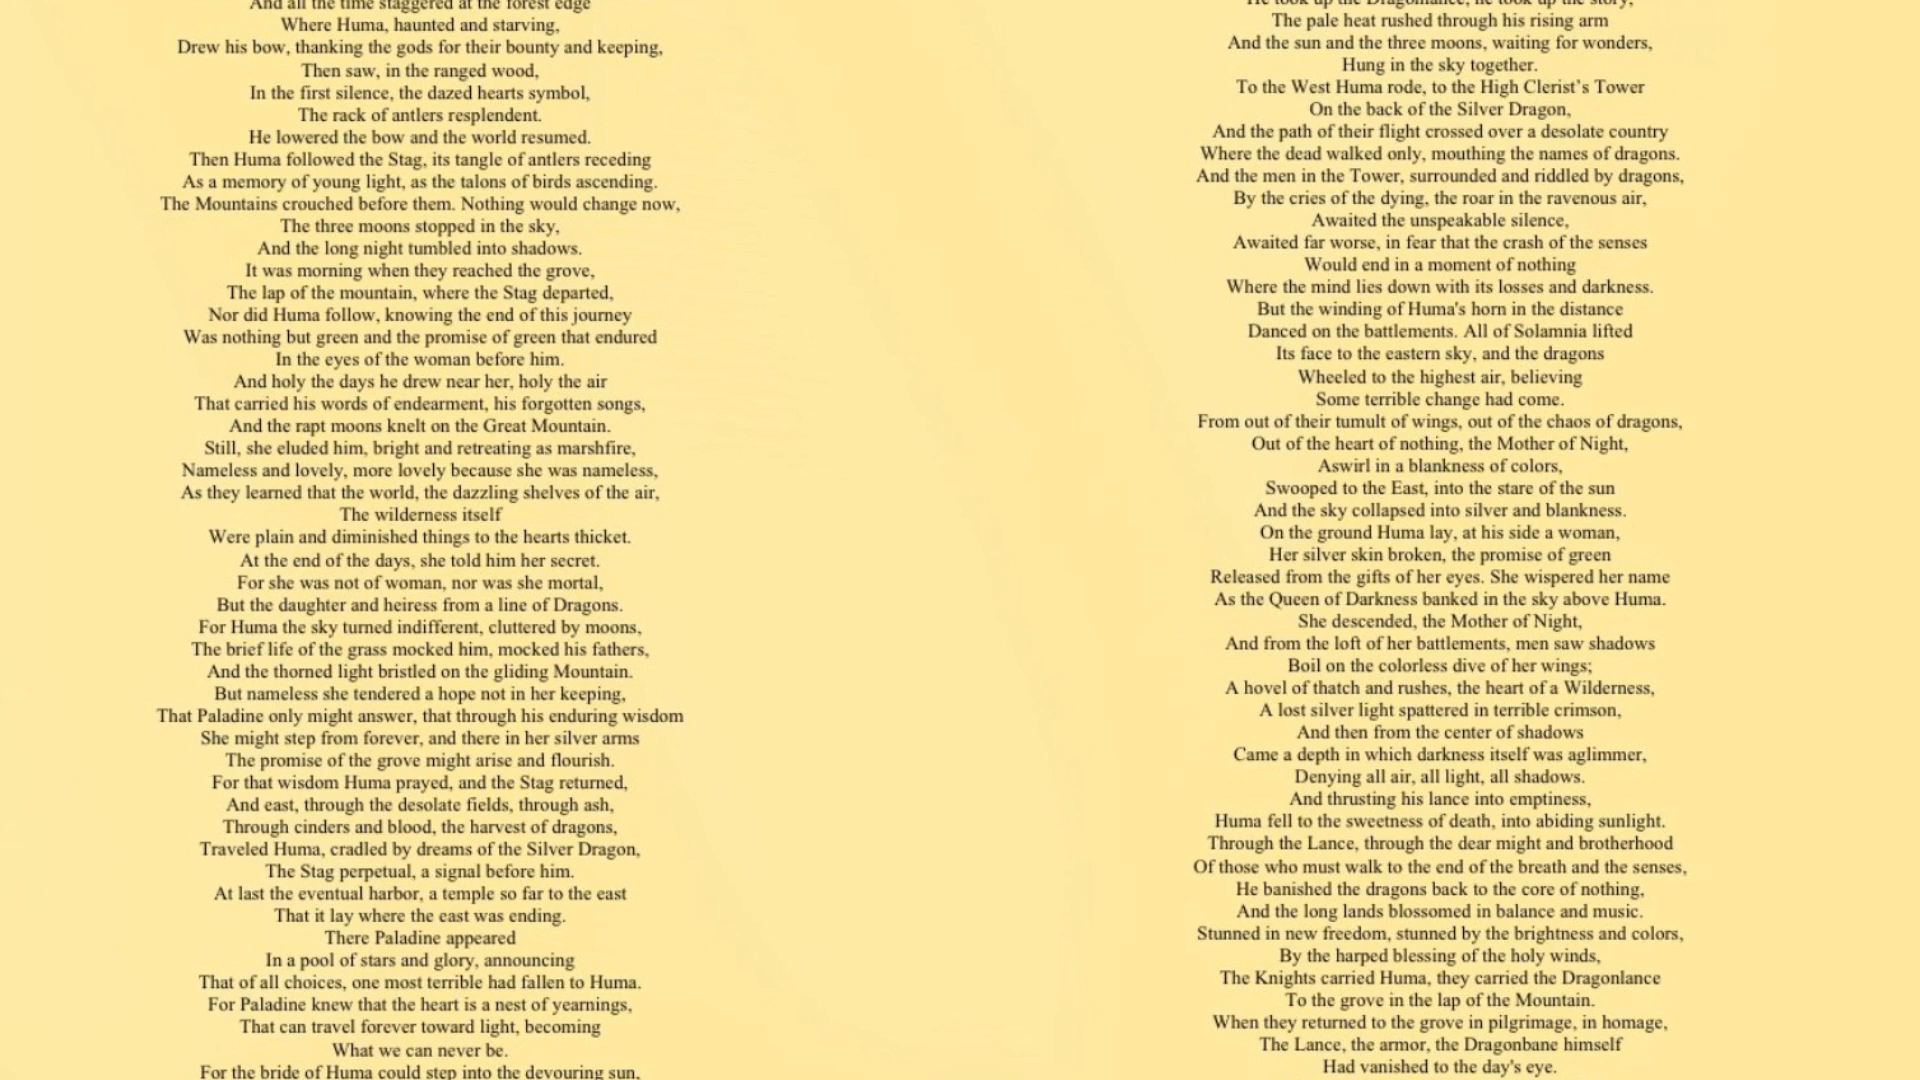 And all the time staggered at the forest edge
Where Huma, haunted and starving,
Drew his bow, thanking the gods for their bounty and keeping,
Then saw, in the ranged wood,
In the first silence, the dazed hearts symbol,
The rack of antlers resplendent.
He lowered the bow and the world resumed.
Then Huma followed the Stag, its tangle of antlers receding
As a memory of young light, as the talons of birds ascending.
The Mountains crouched before them. Nothing would change now,
The three moons stopped in the sky,
And the long night tumbled into shadows.
It was morning when they reached the grove,
The lap of the mountain, where the Stag departed,
Nor did Huma follow, knowing the end of this journey
Was nothing but green and the promise of green that endured
In the eyes of the woman before him.
And holy the days he drew near her, holy the air
That carried his words of endearment, his forgotten songs,
And the rapt moons knelt on the Great Mountain.
Still, she eluded him, bright and retreating as marshfire,
Nameless and lovely, more lovely because she was nameless,
As they learned that the world, the dazzling shelves of the air,
The wilderness itself
Were plain and diminished things to the hearts thicket.
At the end of the days, she told him her secret.
For she was not of woman, nor was she mortal,
But the daughter and heiress from a line of Dragons.
For Huma the sky turned indifferent, cluttered by moons,
The brief life of the grass mocked him, mocked his fathers,
And the thorned light bristled on the gliding Mountain.
But nameless she tendered a hope not in her keeping,
That Paladine only might answer, that through his enduring wisdom
She might step from forever, and there in her silver arms
The promise of the grove might arise and flourish.
For that wisdom Huma prayed, and the Stag returned,
And east, through the desolate fields, through ash,
Through cinders and blood, the harvest of dragons,
Traveled Huma, cradled by dreams of the Silver Dragon,
The Stag perpetual, a signal before him.
At last the eventual harbor, a temple so far to the east
That it lay where the east was ending.
There Paladine appeared
In a pool of stars and glory, announcing
That of all choices, one most terrible had fallen to Huma.
For Paladine knew that the heart is a nest of yearnings,
That can travel forever toward light, becoming
What we can never be.
For the bride of Huma could step into the devouring sun,
He took up the Dragonlance, he took up the story,
The pale heat rushed through his rising arm
And the sun and the three moons, waiting for wonders,
Hung in the sky together.
To the West Huma rode, to the High Clerist's Tower
On the back of the Silver Dragon,
And the path of their flight crossed over a desolate country
Where the dead walked only, mouthing the names of dragons.
And the men in the Tower, surrounded and riddled by dragons,
By the cries of the dying, the roar in the ravenous air,
Awaited the unspeakable silence,
Awaited far worse, in fear that the crash of the senses
Would end in a moment of nothing
Where the mind lies down with its losses and darkness.
But the winding of Huma's horn in the distance
Danced on the battlements. All of Solamnia lifted
Its face to the eastern sky, and the dragons
Wheeled to the highest air, believing
Some terrible change had come.
From out of their tumult of wings, out of the chaos of dragons,
Out of the heart of nothing, the Mother of Night,
Aswirl in a blankness of colors,
Swooped to the East, into the stare of the sun
And the sky collapsed into silver and blankness.
On the ground Huma lay, at his side a woman,
Her silver skin broken, the promise of green
Released from the gifts of her eyes. She wispered her name
As the Queen of Darkness banked in the sky above Huma.
She descended, the Mother of Night,
And from the loft of her battlements, men saw shadows
Boil on the colorless dive of her wings;
A hovel of thatch and rushes, the heart of a Wilderness,
A lost silver light spattered in terrible crimson,
And then from the center of shadows
Came a depth in which darkness itself was aglimmer,
Denying all air, all light, all shadows.
And thrusting his lance into emptiness,
Huma fell to the sweetness of death, into abiding sunlight.
Through the Lance, through the dear might and brotherhood
Of those who must walk to the end of the breath and the senses,
He banished the dragons back to the core of nothing,
And the long lands blossomed in balance and music.
Stunned in new freedom, stunned by the brightness and colors,
By the harped blessing of the holy winds,
The Knights carried Huma, they carried the Dragonlance
To the grove in the lap of the Mountain.
When they returned to the grove in pilgrimage, in homage,
The Lance, the armor, the Dragonbane himself
Had vanished to the day's eye.